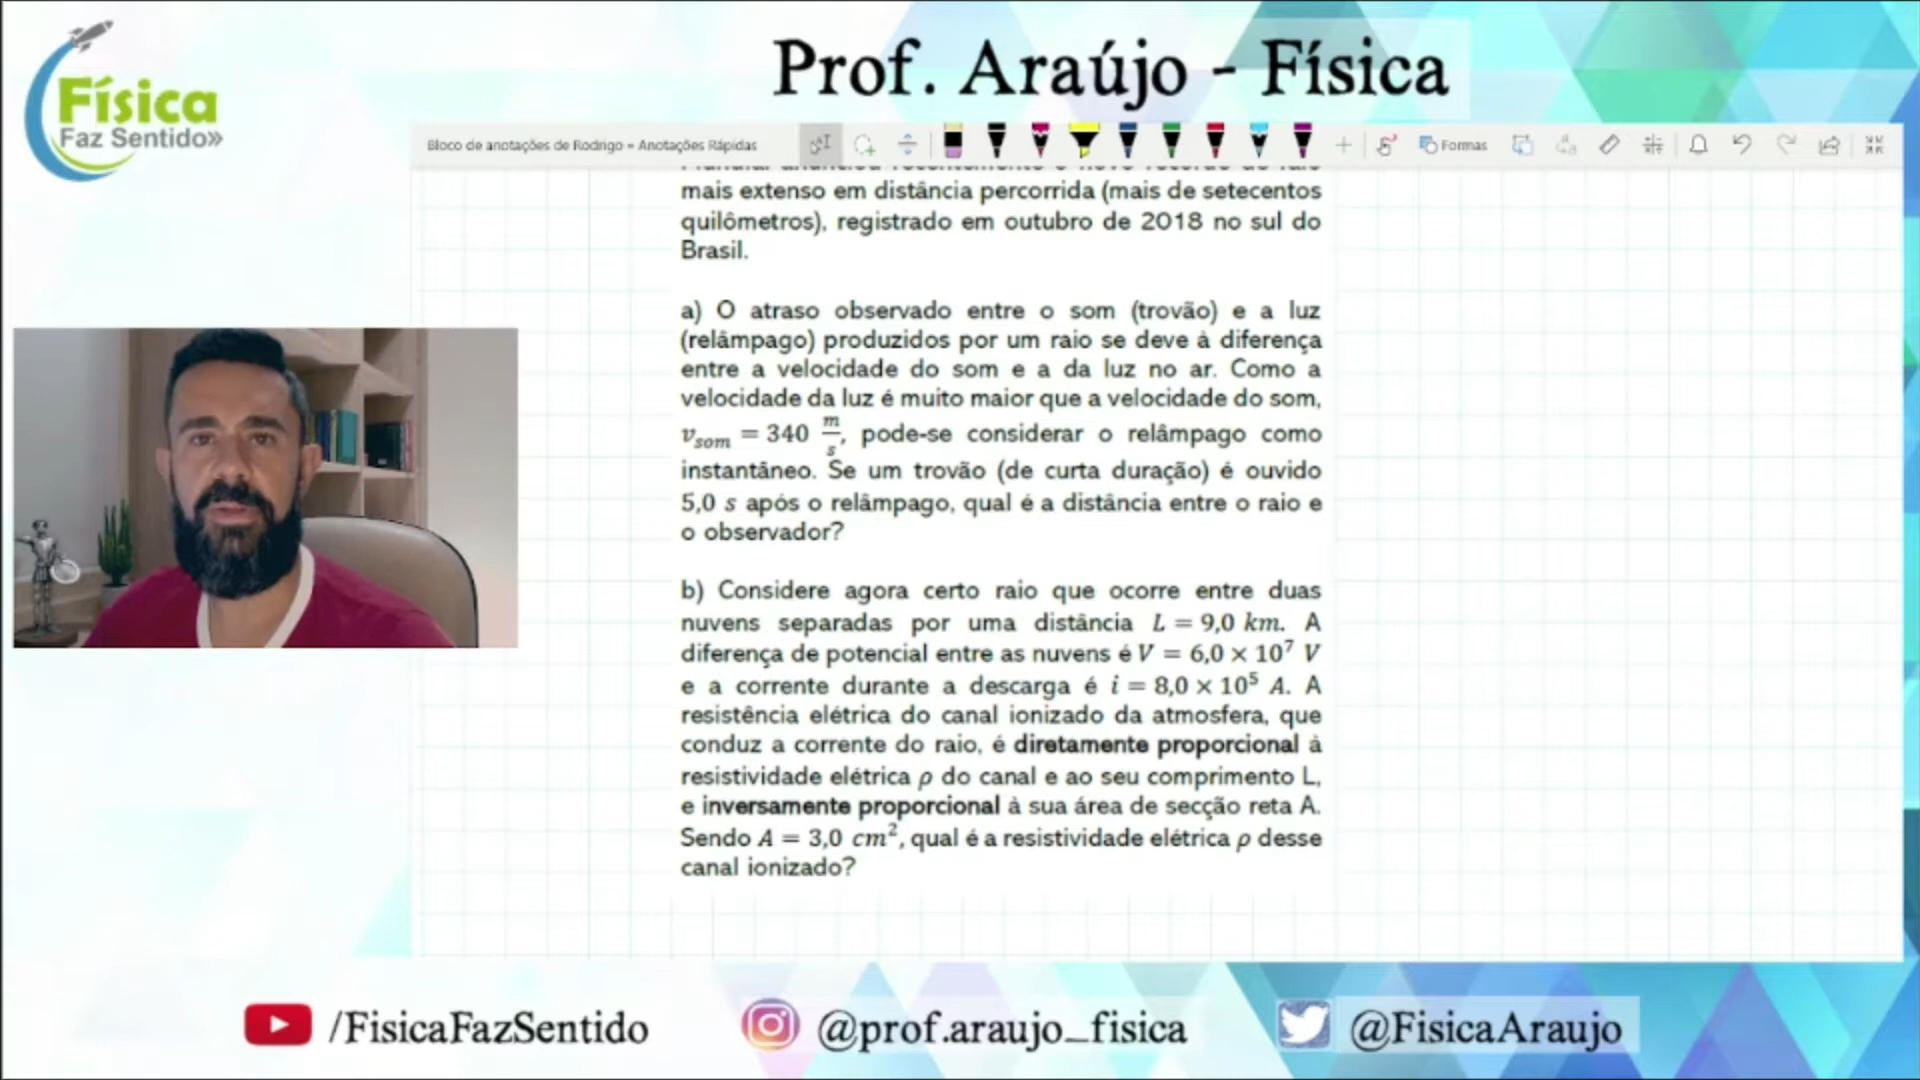 Prof. Araújo - Física
Física
Faz Sentido»
Bloco de anotações de Rodrigo » Anotações Rápidas
Formas
mais extenso em distância percorrida (mais de setecentos
quilômetros), registrado em outubro de 2018 no sul do
Brasil.
a) O atraso observado entre o som (trovão) e a luz
(relâmpago) produzidos por um raio se deve à diferença
entre a velocidade do som e a da luz no ar. Como a
velocidade da luz é muito maior que a velocidade do som,
v_som = 340 m/s, pode-se considerar o relâmpago como
instantâneo. Se um trovão (de curta duração) é ouvido
5,0 s após o relâmpago, qual é a distância entre o raio e
o observador?
b) Considere agora certo raio que ocorre entre duas
nuvens separadas por uma distância L = 9,0 km. A
diferença de potencial entre as nuvens é V = 6,0 × 10⁷ V
e a corrente durante a descarga é i = 8,0 × 10⁵ A. A
resistência elétrica do canal ionizado da atmosfera, que
conduz a corrente do raio, é diretamente proporcional à
resistividade elétrica ρ do canal e ao seu comprimento L,
e inversamente proporcional à sua área de secção reta A.
Sendo A = 3,0 cm², qual é a resistividade elétrica ρ desse
canal ionizado?
/FisicaFazSentido
@prof.araujo_fisica
@FisicaAraujo